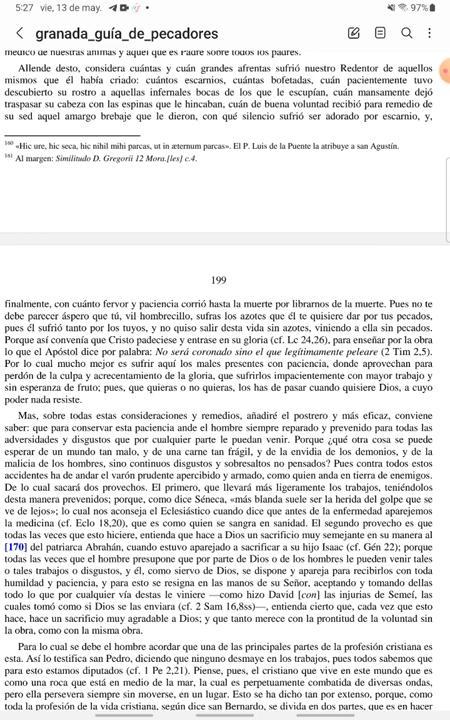 5:27 vie, 13 de may.
97%
granada_guía_de_pecadores
médico de nuestras ánimas y aquel que es Padre sobre todos los padres.
Allende desto, considera cuántas y cuán grandes afrentas sufrió nuestro Redentor de aquellos
mismos que él había criado: cuántos escarnios, cuántas bofetadas, cuán pacientemente tuvo
descubierto su rostro a aquellas infernales bocas de los que le escupían, cuán mansamente dejó
traspasar su cabeza con las espinas que le hincaban, cuán de buena voluntad recibió para remedio de
su sed aquel amargo brebaje que le dieron, con qué silencio sufrió ser adorado por escarnio, y,
160 «Hic ure, hic seca, hic nihil mihi parcas, ut in æternum parcas». El P. Luis de la Puente la atribuye a san Agustín.
161 Al margen: Similitudo D. Gregorii 12 Mora.[les] c.4.
199
finalmente, con cuánto fervor y paciencia corrió hasta la muerte por librarnos de la muerte. Pues no te
debe parecer áspero que tú, vil hombrecillo, sufras los azotes que él te quisiere dar por tus pecados,
pues él sufrió tanto por los tuyos, y no quiso salir desta vida sin azotes, viniendo a ella sin pecados.
Porque así convenía que Cristo padeciese y entrase en su gloria (cf. Lc 24,26), para enseñar por la obra
lo que el Apóstol dice por palabra: No será coronado sino el que legítimamente peleare (2 Tim 2,5).
Por lo cual mucho mejor es sufrir aquí los males presentes con paciencia, donde aprovechan para
perdón de la culpa y acrecentamiento de la gloria, que sufrirlos impacientemente con mayor trabajo y
sin esperanza de fruto; pues, que quieras o no quieras, los has de pasar cuando quisiere Dios, a cuyo
poder nada resiste.
Mas, sobre todas estas consideraciones y remedios, añadiré el postrero y más eficaz, conviene
saber: que para conservar esta paciencia ande el hombre siempre reparado y prevenido para todas las
adversidades y disgustos que por cualquier parte le puedan venir. Porque ¿qué otra cosa se puede
esperar de un mundo tan malo, y de una carne tan frágil, y de la envidia de los demonios, y de la
malicia de los hombres, sino continuos disgustos y sobresaltos no pensados? Pues contra todos estos
accidentes ha de andar el varón prudente apercibido y armado, como quien anda en tierra de enemigos.
De lo cual sacará dos provechos. El primero, que llevará más ligeramente los trabajos, teniéndolos
desta manera prevenidos; porque, como dice Séneca, «más blanda suele ser la herida del golpe que se
ve de lejos»; lo cual nos aconseja el Eclesiástico cuando dice que antes de la enfermedad aparejemos
la medicina (cf. Eclo 18,20), que es como quien se sangra en sanidad. El segundo provecho es que
todas las veces que esto hiciere, entienda que hace a Dios un sacrificio muy semejante en su manera al
[170] del patriarca Abrahán, cuando estuvo aparejado a sacrificar a su hijo Isaac (cf. Gén 22); porque
todas las veces que el hombre presupone que por parte de Dios o de los hombres le pueden venir tales
o tales trabajos o disgustos, y él, como siervo de Dios, se dispone y apareja para recibirlos con toda
humildad y paciencia, y para esto se resigna en las manos de su Señor, aceptando y tomando dellas
todo lo que por cualquier vía destas le viniere —como hizo David [con] las injurias de Semeí, las
cuales tomó como si Dios se las enviara (cf. 2 Sam 16,8ss)—, entienda cierto que, cada vez que esto
hace, hace un sacrificio muy agradable a Dios; y que tanto merece con la prontitud de la voluntad sin
la obra, como con la misma obra.
Para lo cual se debe el hombre acordar que una de las principales partes de la profesión cristiana es
esta. Así lo testifica san Pedro, diciendo que ninguno desmaye en los trabajos, pues todos sabemos que
para esto estamos diputados (cf. 1 Pe 2,21). Piense, pues, el cristiano que vive en este mundo que es
como una roca que está en medio de la mar, la cual es perpetuamente combatida de diversas ondas,
pero ella persevera siempre sin moverse, en un lugar. Esto se ha dicho tan por extenso, porque, como
toda la profesión de la vida cristiana, según dice san Bernardo, se divida en dos partes, que es en hacer